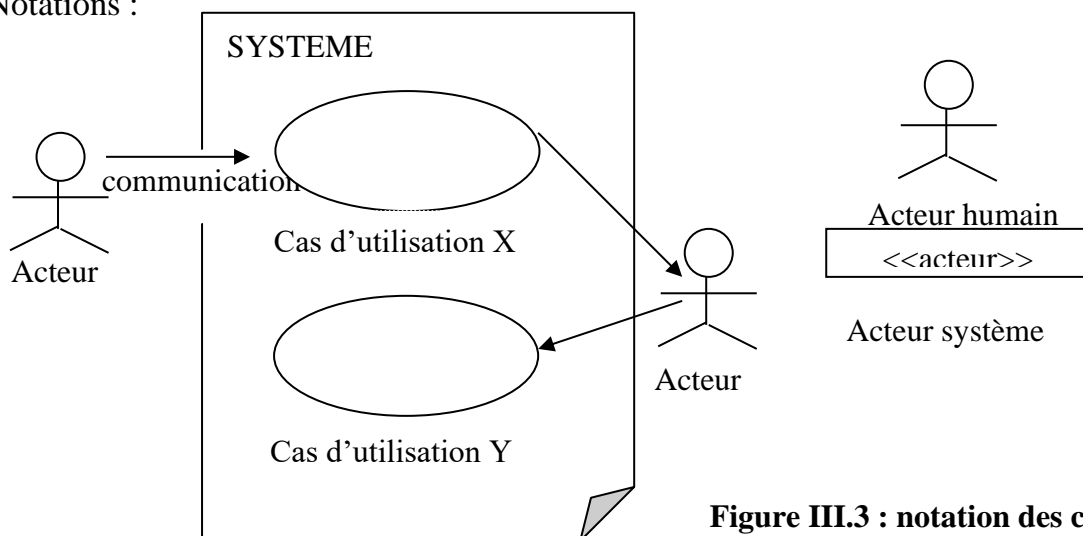 Notations :
SYSTEME
communication
Cas d’utilisation X
Acteur
Acteur humain
<<acteur>>
Acteur système
Acteur
Cas d’utilisation Y
Figure III.3 : notation des c